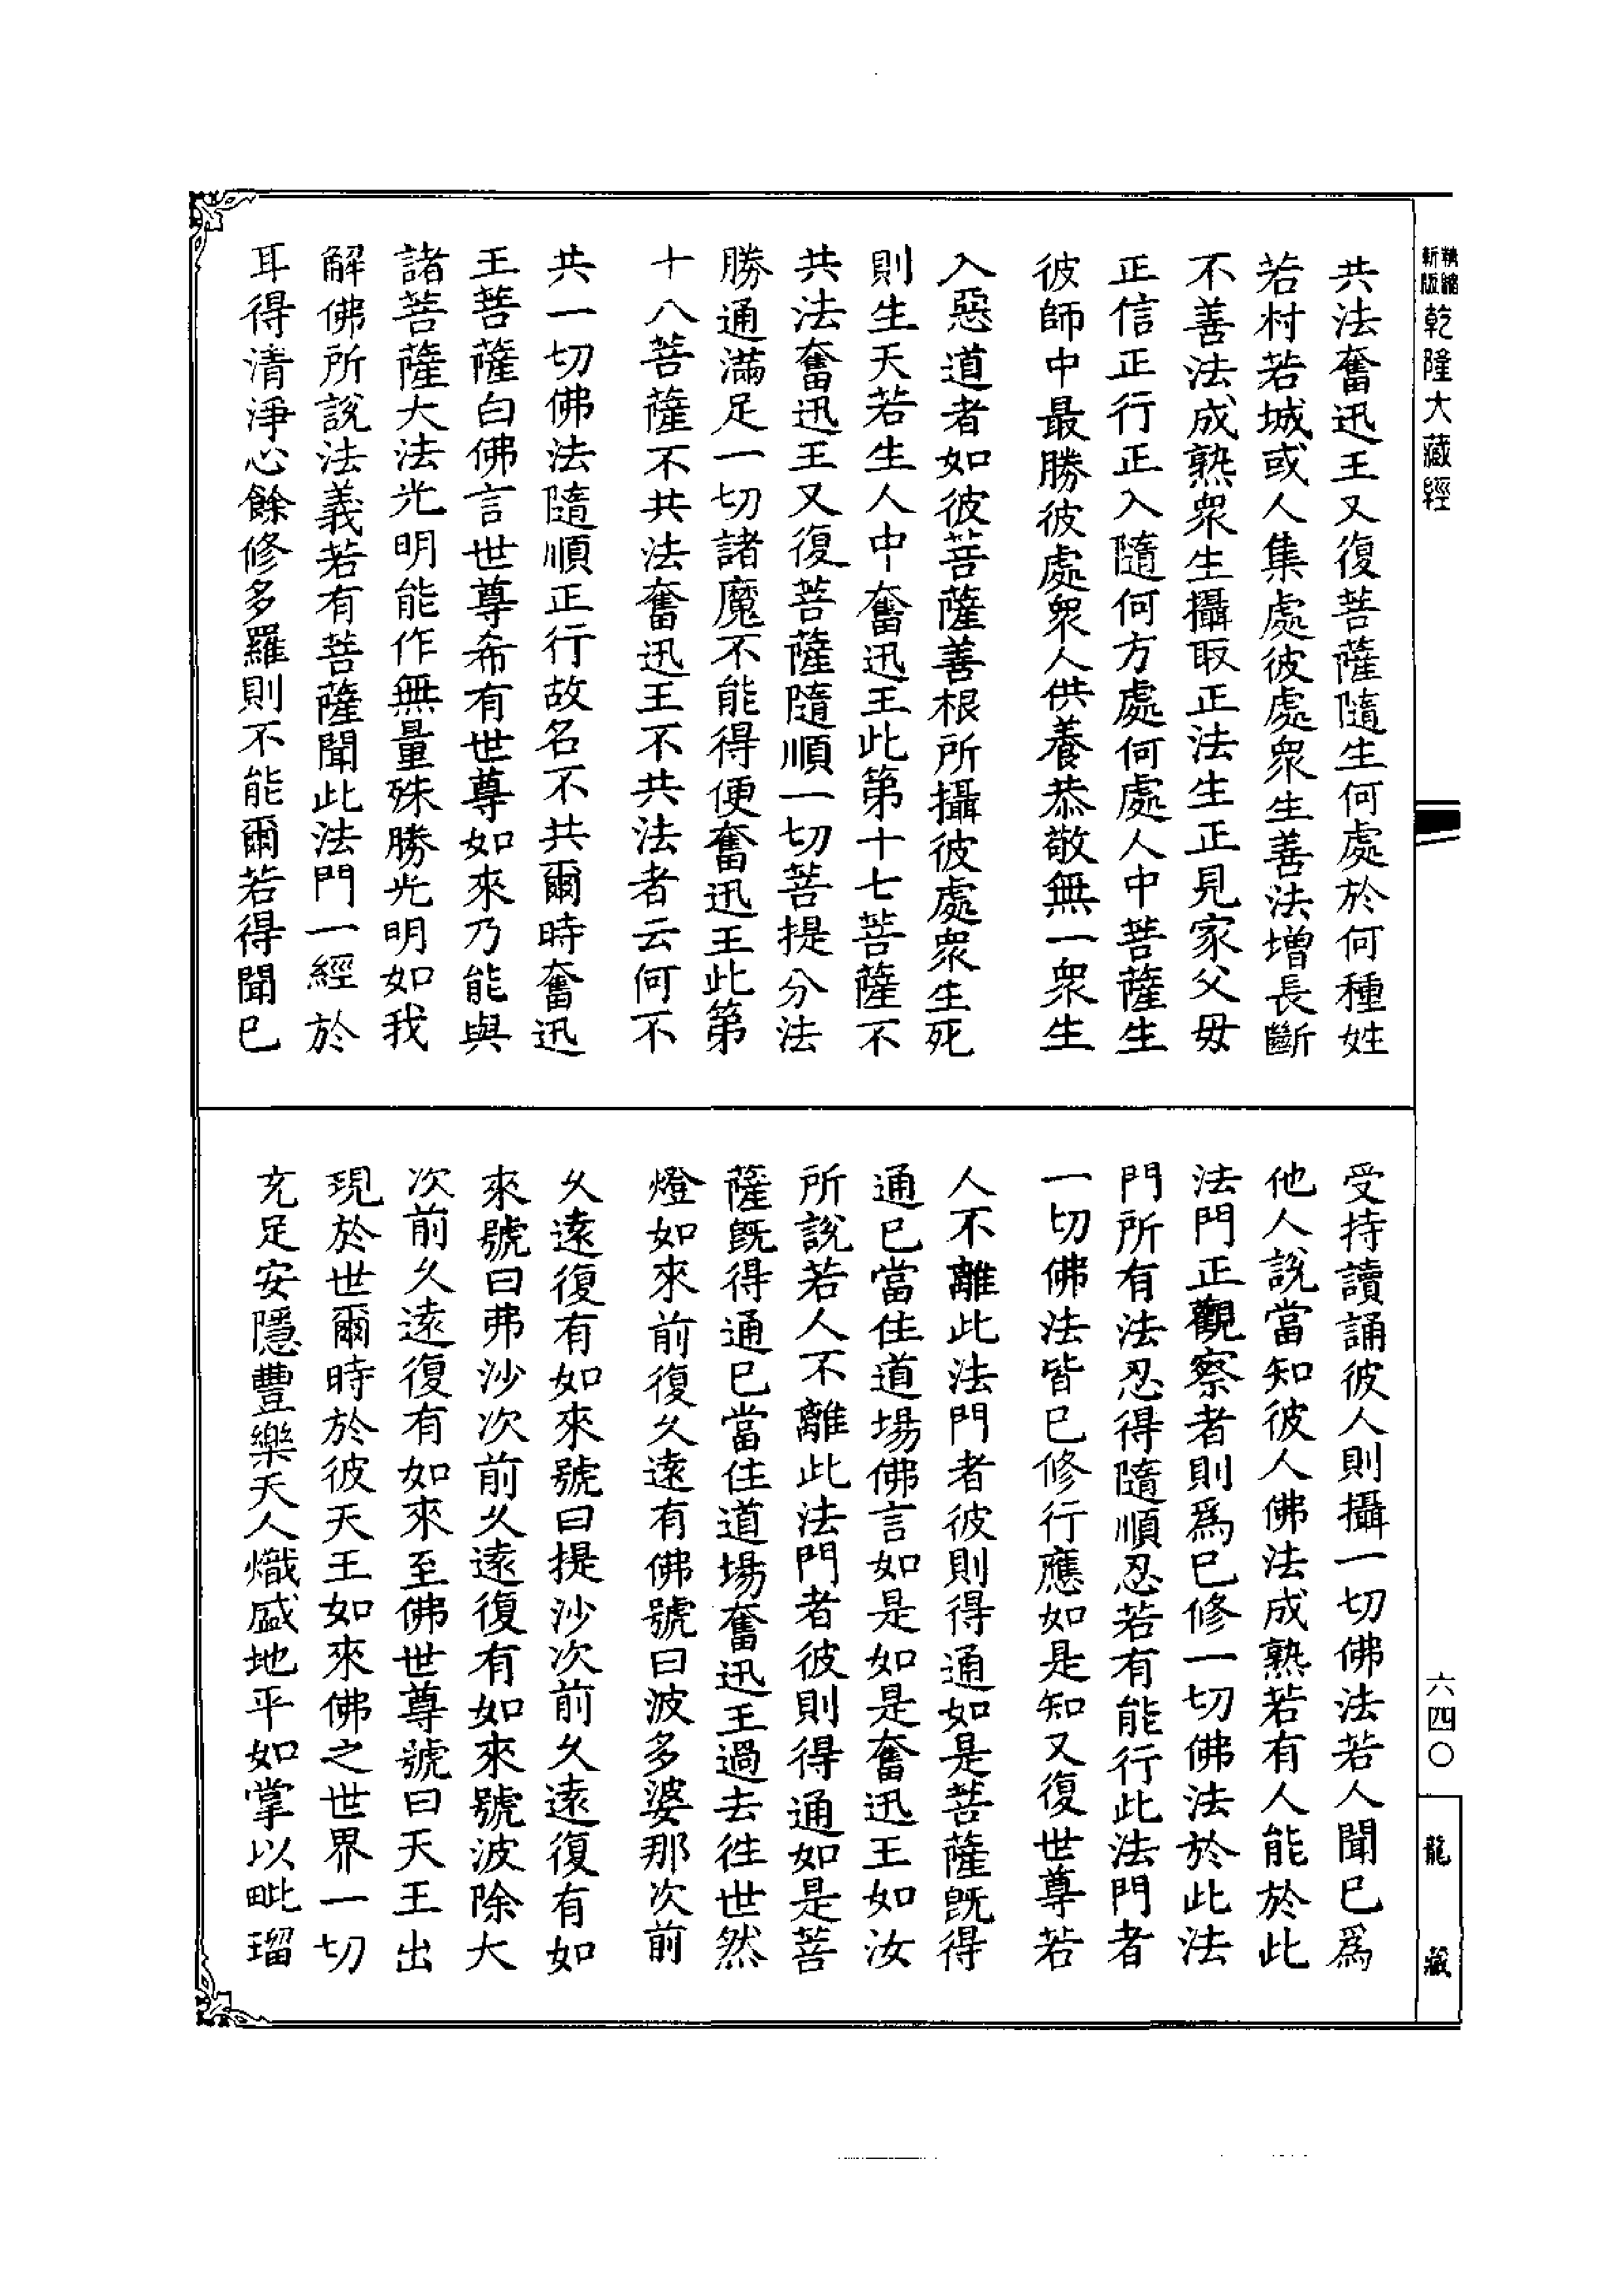 新版乾隆大藏經
共法奮迅王又復菩薩隨生何處於何種姓
若村若城或人集處彼處衆生善法增長斷
不善法成熟衆生攝取正法生正見家父母
正信正行正入隨何方處何處人中菩薩生
彼師中最勝彼處衆人供養恭敬無一衆生
入惡道者如彼菩薩善根所攝彼處衆生死
則生天若生人中奮迅王此第十七菩薩不
共法奮迅王又復菩薩隨順一切菩提分法
勝通滿足一切諸魔不能得便奮迅王此第
十八菩薩不共法奮迅王不共法者云何不
共一切佛法隨順正行故名不共爾時奮迅
王菩薩白佛言世尊希有世尊如來乃能與
諸菩薩大法光明能作無量殊勝光明如我
解佛所說法義若有菩薩聞此法門一經於
耳得清淨心餘修多羅則不能爾若得聞已
受持讀誦彼人則攝一切佛法若人聞已爲
他人說當知彼人佛法成熟若有人能於此
法門正觀察者則爲已修一切佛法於此法
門所有法忍得隨順忍若有能行此法門者
一切佛法皆已修行應如是知又復世尊若
人不離此法門者彼則得通如是菩薩旣得
通已當住道場佛言如是如是奮迅王如汝
所說若人不離此法門者彼則得通如是菩
薩旣得通已當住道場奮迅王過去徃世然
燈如來前復久遠有佛號曰波多婆那次前
久遠復有如來號曰提沙次前久遠復有如
來號曰弗沙次前久遠復有如來號波除大
次前久遠復有如來至佛世尊號曰天王出
現於世爾時於彼天王如來佛之世界一切
充足安隱豐樂天人熾盛地平如掌以毗瑠
六四〇
龍藏